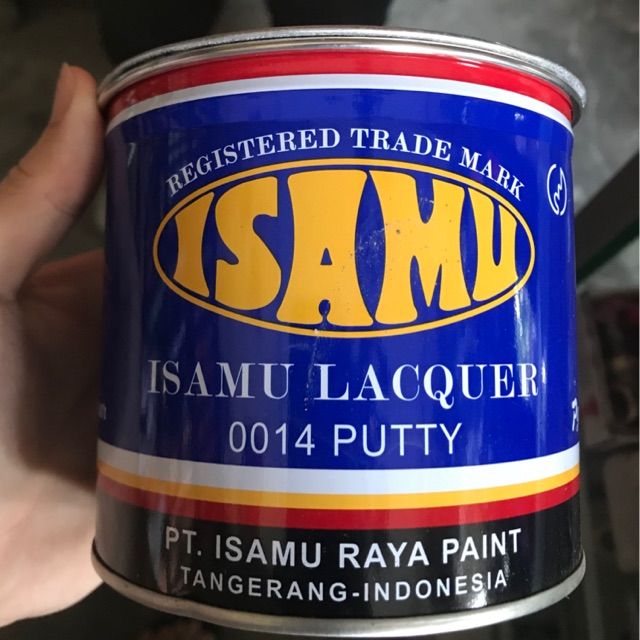 REGISTERED TRADE MARK
ISAMU
ISAMU LACQUER
0014 PUTTY
PT. ISAMU RAYA PAINT
TANGERANG-INDONESIA